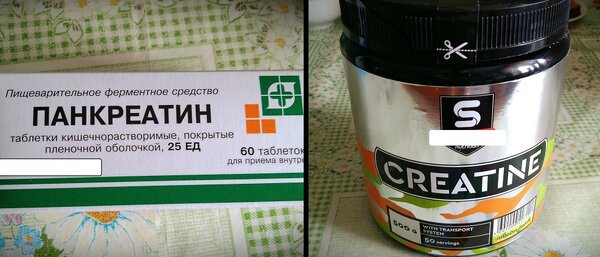 Пищеварительное ферментное средство
ПАНКРЕАТИН
таблетки кишечнорастворимые, покрытые
пленочной оболочкой, 25 ЕД
60 таблеток
для приема внутрь
S
CREATINE
500 G
WITH TRANSPORT
SYSTEM
50 servings